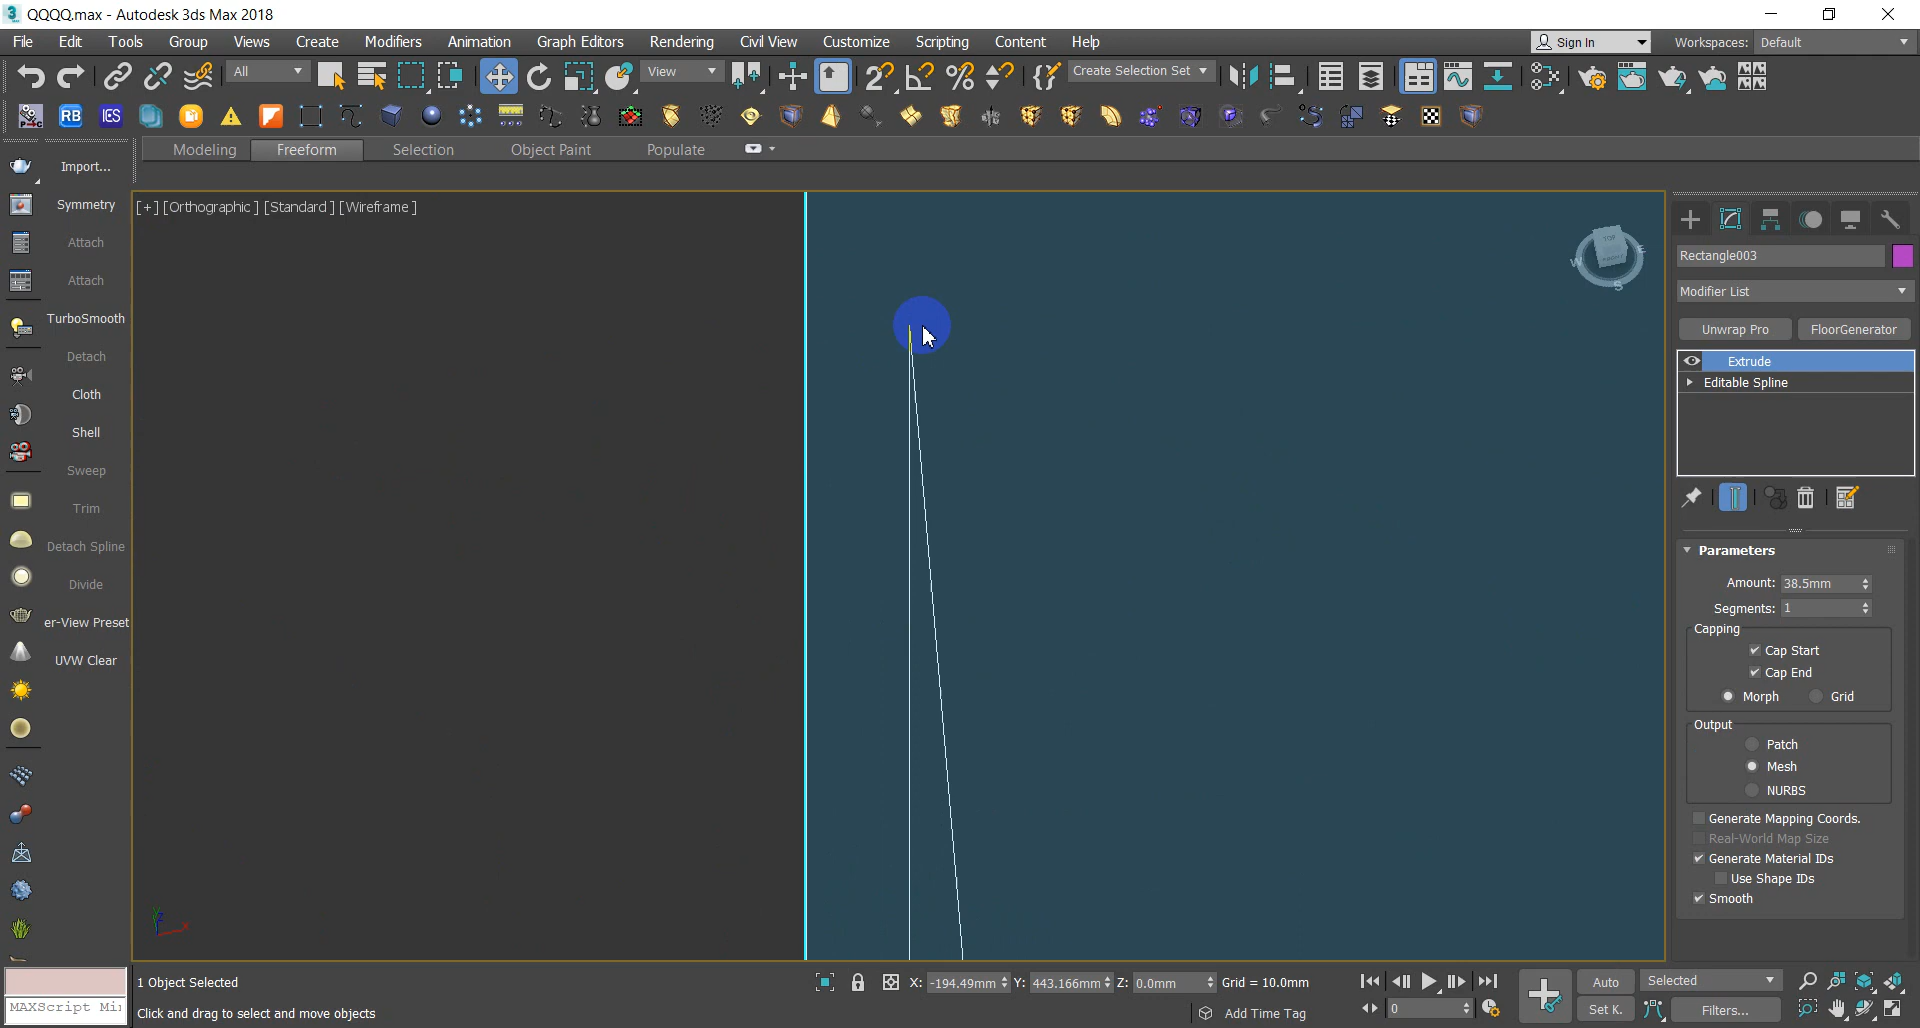 QQQQ.max - Autodesk 3ds Max 2018
File Edit Tools Group Views Create Modifiers Animation Graph Editors Rendering Civil View Customize Scripting Content Help
Sign In Workspaces: Default
All View Create Selection Set
RB IES
Modeling Freeform Selection Object Paint Populate
Import...
Symmetry
Attach
Attach
TurboSmooth
Detach
Cloth
Shell
Sweep
Trim
Detach Spline
Divide
er-View Preset
UVW Clear
[+] [Orthographic ] [Standard ] [Wireframe ]
TOP
W
E
S
Rectangle003
Modifier List
Unwrap Pro FloorGenerator
Extrude
Editable Spline
Parameters
Amount: 38.5mm
Segments: 1
Capping
Cap Start
Cap End
Morph Grid
Output
Patch
Mesh
NURBS
Generate Mapping Coords.
Real-World Map Size
Generate Material IDs
Use Shape IDs
Smooth
1 Object Selected X: -194.49mm Y: 443.166mm Z: 0.0mm Grid = 10.0mm Auto Selected
MAXScript Mi
Click and drag to select and move objects Add Time Tag 0 Set K. Filters...